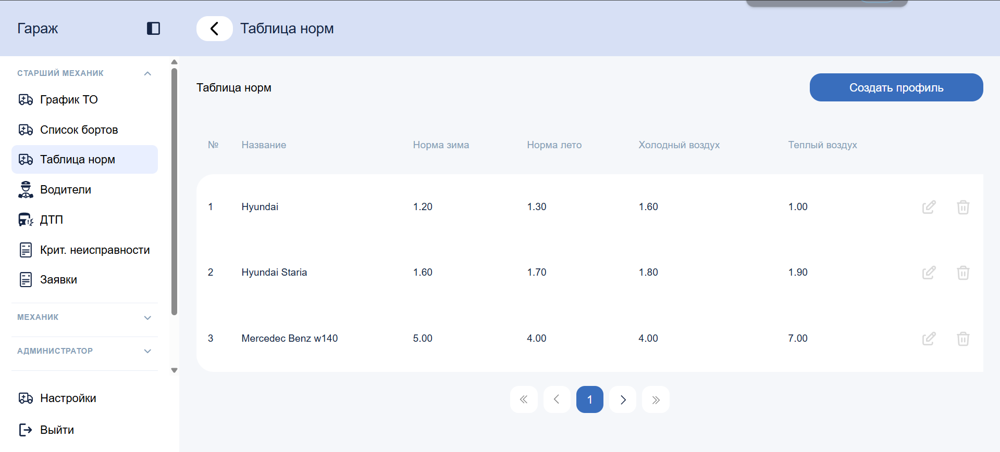 Гараж
Таблица норм
СТАРШИЙ МЕХАНИК
График ТО
Список бортов
Таблица норм
Водители
ДТП
Крит. неисправности
Заявки
МЕХАНИК
АДМИНИСТРАТОР
Настройки
Выйти
Таблица норм
Создать профиль
№ Название Норма зима Норма лето Холодный воздух Теплый воздух
1 Hyundai 1.20 1.30 1.60 1.00
2 Hyundai Staria 1.60 1.70 1.80 1.90
3 Mercedec Benz w140 5.00 4.00 4.00 7.00
1